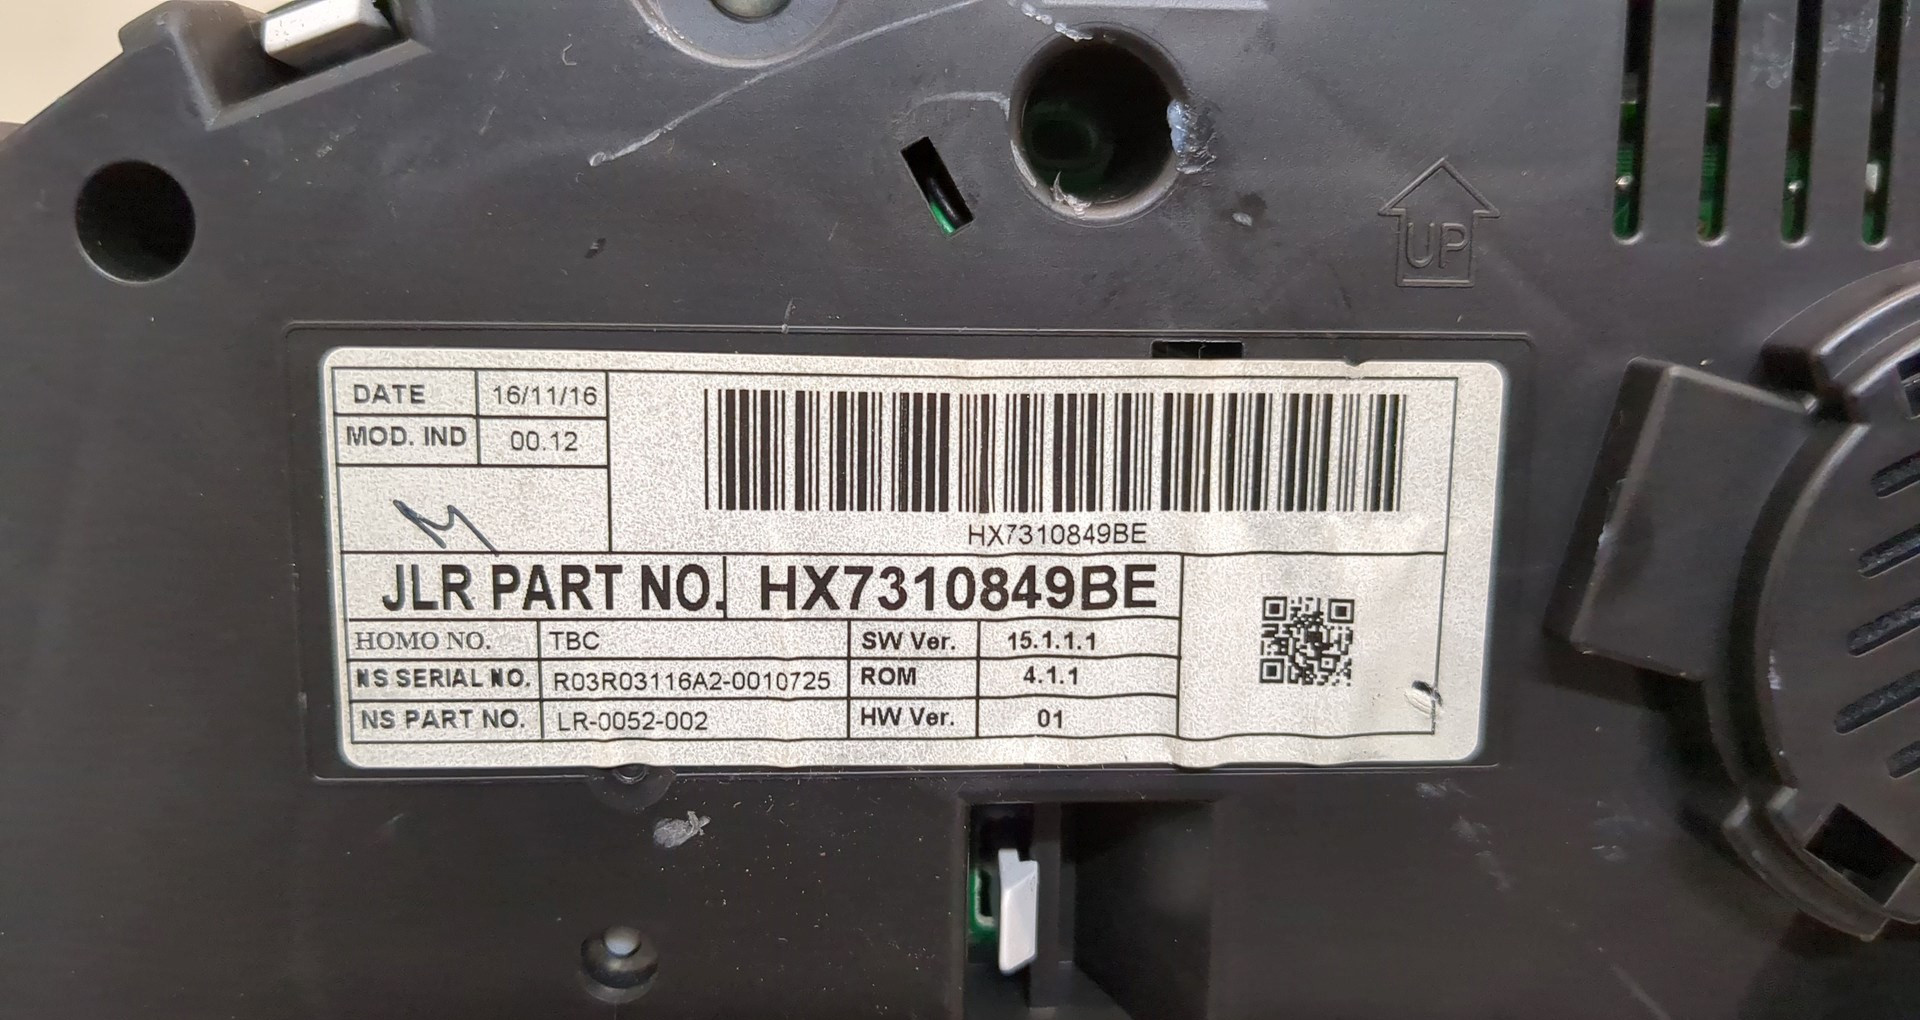 UP
DATE 16/11/16
MOD. IND 00.12
HX7310849BE
JLR PART NO. HX7310849BE
HOMO NO. TBC SW Ver. 15.1.1.1
NS SERIAL NO. R03R03116A2-0010725 ROM 4.1.1
NS PART NO. LR-0052-002 HW Ver. 01